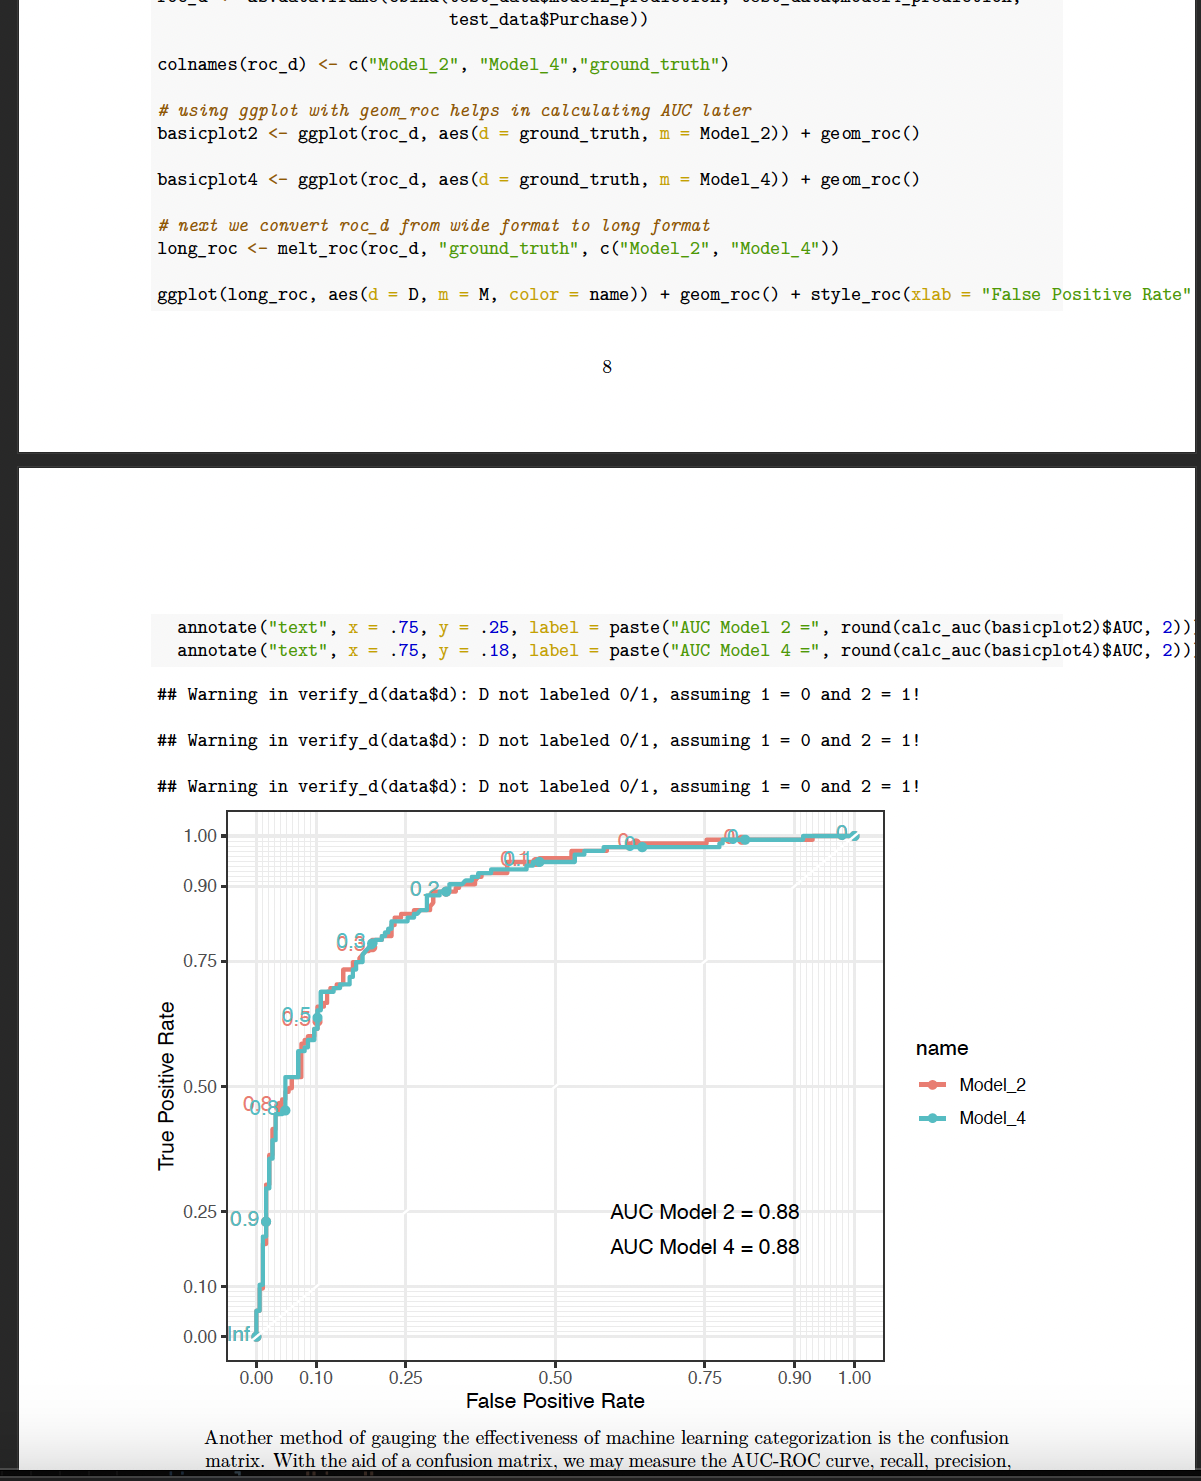 test_data$Purchase))
colnames(roc_d) <- c("Model_2", "Model_4","ground_truth")
# using ggplot with geom_roc helps in calculating AUC later
basicplot2 <- ggplot(roc_d, aes(d = ground_truth, m = Model_2)) + geom_roc()
basicplot4 <- ggplot(roc_d, aes(d = ground_truth, m = Model_4)) + geom_roc()
# next we convert roc_d from wide format to long format
long_roc <- melt_roc(roc_d, "ground_truth", c("Model_2", "Model_4"))
ggplot(long_roc, aes(d = D, m = M, color = name)) + geom_roc() + style_roc(xlab = "False Positive Rate"
8
annotate("text", x = .75, y = .25, label = paste("AUC Model 2 =", round(calc_auc(basicplot2)$AUC, 2))
annotate("text", x = .75, y = .18, label = paste("AUC Model 4 =", round(calc_auc(basicplot4)$AUC, 2))
## Warning in verify_d(data$d): D not labeled 0/1, assuming 1 = 0 and 2 = 1!
## Warning in verify_d(data$d): D not labeled 0/1, assuming 1 = 0 and 2 = 1!
## Warning in verify_d(data$d): D not labeled 0/1, assuming 1 = 0 and 2 = 1!
1.00
0.90
0.75
0.50
0.25
0.10
0.00
True Positive Rate
0
0
0
0.1
0.2
0.3
0.5
0.8
0.8
0.9
Inf
AUC Model 2 = 0.88
AUC Model 4 = 0.88
name
Model_2
Model_4
0.00 0.10 0.25 0.50 0.75 0.90 1.00
False Positive Rate
Another method of gauging the effectiveness of machine learning categorization is the confusion
matrix. With the aid of a confusion matrix, we may measure the AUC-ROC curve, recall, precision,